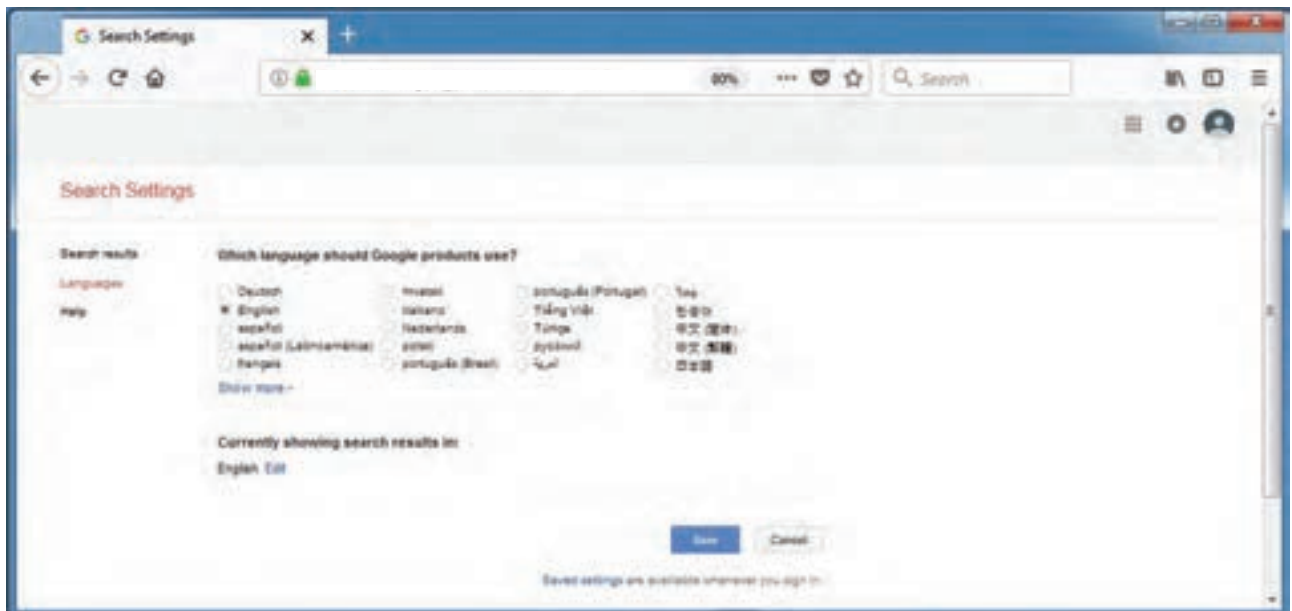 Search Settings
80%
Search
Search Settings
Search results
Languages
Help
Which language should Google products use?
Deutsch
English
español
español (Latinoamérica)
français
hrvatski
italiano
Nederlands
polski
português (Brasil)
português (Portugal)
Tiếng Việt
Türkçe
русский
العربية
ไทย
한국어
中文 (简体)
中文 (繁體)
日本語
Show more
Currently showing search results in:
English Edit
Save Cancel
Saved settings are available whenever you sign in.